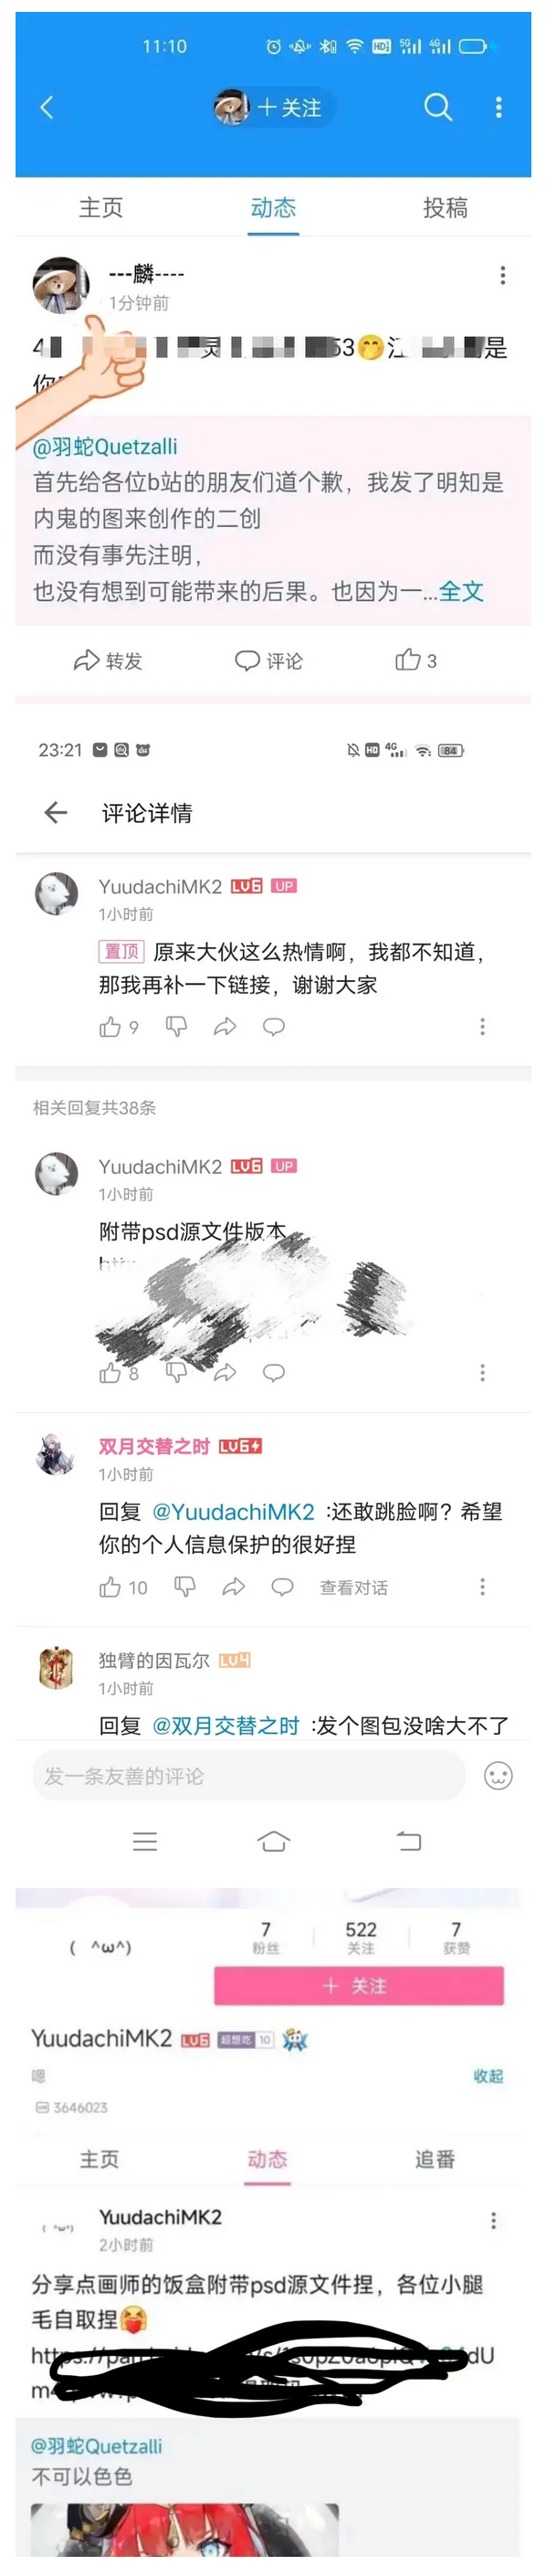 11:10
HD 5G 4G
+ 关注
主页 动态 投稿
---麟----
1分钟前
4 灵 53 是
你
@羽蛇Quetzalli
首先给各位b站的朋友们道个歉，我发了明知是
内鬼的图来创作的二创
而没有事先注明，
也没有想到可能带来的后果。也因为一...全文
转发 评论 3
23:21 HD 4G 84
评论详情
YuudachiMK2 LV6 UP
1小时前
置顶 原来大伙这么热情啊，我都不知道，
那我再补一下链接，谢谢大家
9
相关回复共38条
YuudachiMK2 LV6 UP
1小时前
附带psd源文件版本
8
双月交替之时 LV6
1小时前
回复 @YuudachiMK2 :还敢跳脸啊？希望
你的个人信息保护的很好捏
10 查看对话
独臂的因瓦尔 LV4
1小时前
回复 @双月交替之时 :发个图包没啥大不了
发一条友善的评论
( ^ω^)
7 522 7
粉丝 关注 获赞
+ 关注
YuudachiMK2 LV6 超想吃 10
嗯 收起
3646023
主页 动态 追番
( ^ω^) YuudachiMK2
2小时前
分享点画师的饭盒附带psd源文件捏，各位小腿
毛自取捏
dU
@羽蛇Quetzalli
不可以色色